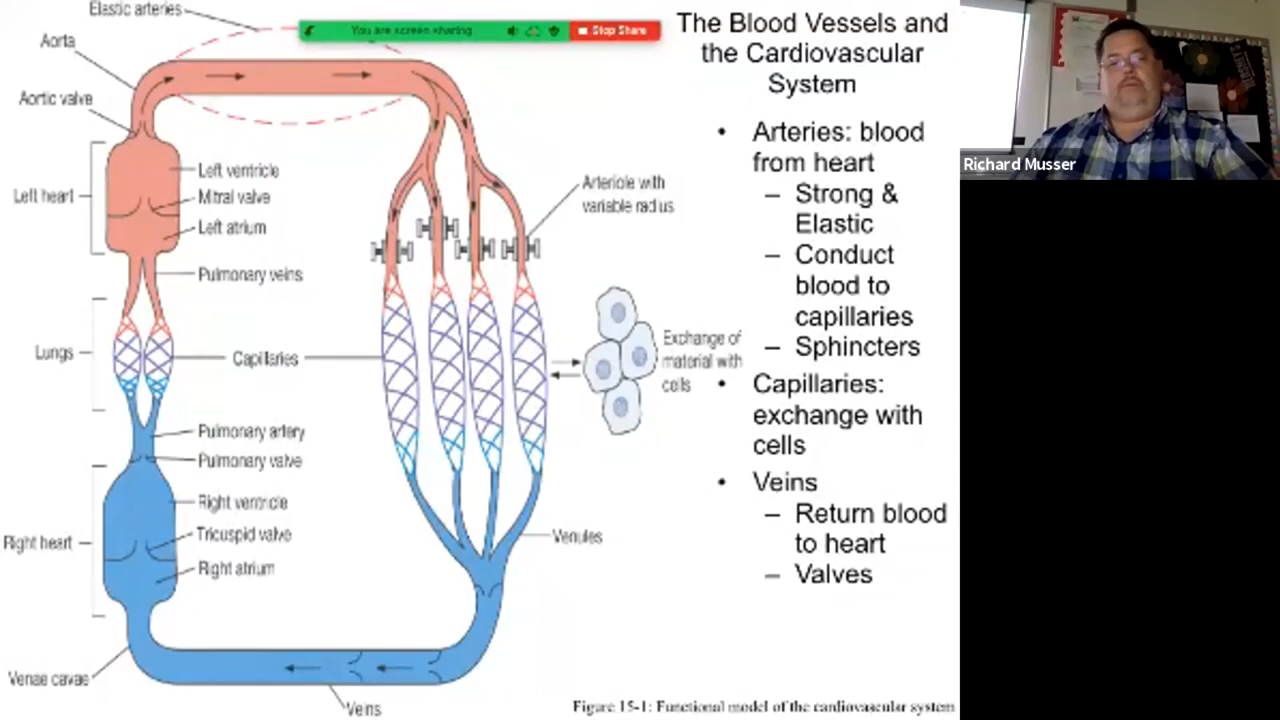 Elastic arteries
You are screen sharing
Stop Share
Aorta
Aortic valve
Left heart
Left ventricle
Mitral valve
Left atrium
Pulmonary veins
Lungs
Capillaries
Pulmonary artery
Pulmonary valve
Right heart
Right ventricle
Tricuspid valve
Right atrium
Venae cavae
Veins
Arteriole with
variable radius
Exchange of
material with
cells
Venules
The Blood Vessels and
the Cardiovascular
System
• Arteries: blood
from heart
– Strong &
Elastic
– Conduct
blood to
capillaries
– Sphincters
• Capillaries:
exchange with
cells
• Veins
– Return blood
to heart
– Valves
Figure 15-1: Functional model of the cardiovascular system
Richard Musser
HERSHEY'S